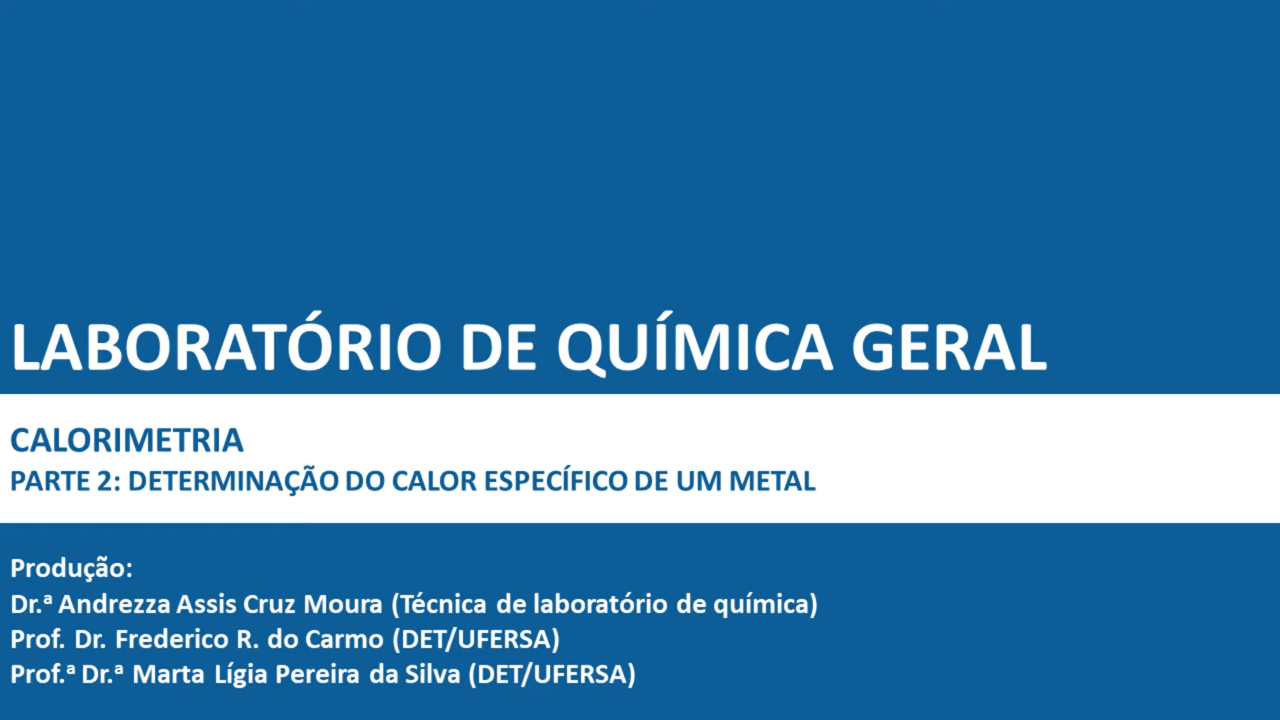 LABORATÓRIO DE QUÍMICA GERAL
CALORIMETRIA
PARTE 2: DETERMINAÇÃO DO CALOR ESPECÍFICO DE UM METAL
Produção:
Dr.ª Andrezza Assis Cruz Moura (Técnica de laboratório de química)
Prof. Dr. Frederico R. do Carmo (DET/UFERSA)
Prof.ª Dr.ª Marta Lígia Pereira da Silva (DET/UFERSA)